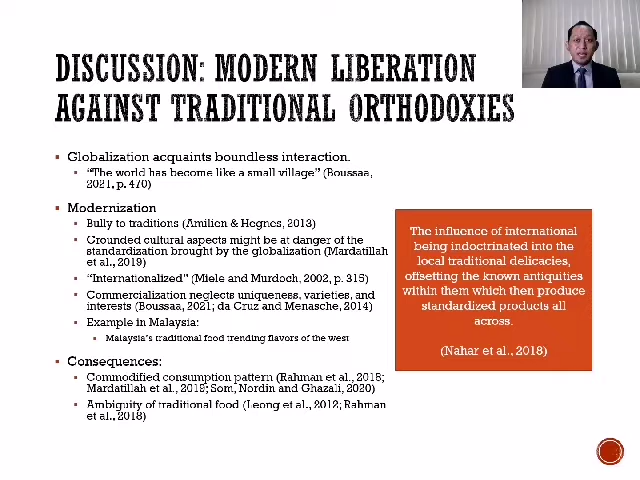 DISCUSSION: MODERN LIBERATION
AGAINST TRADITIONAL ORTHODOXIES
▪ Globalization acquaints boundless interaction.
▪ “The world has become like a small village” (Boussaa,
2021, p. 470)
▪ Modernization
▪ Bully to traditions (Amilien & Hegnes, 2013)
▪ Grounded cultural aspects might be at danger of the
standardization brought by the globalization (Mardatillah
et al., 2019)
▪ “Internationalized” (Miele and Murdoch, 2002, p. 315)
▪ Commercialization neglects uniqueness, varieties, and
interests (Boussaa, 2021; da Cruz and Menasche, 2014)
▪ Example in Malaysia:
▪ Malaysia's traditional food trending flavors of the west
▪ Consequences:
▪ Commodified consumption pattern (Rahman et al., 2018;
Mardatillah et al., 2019; Som, Nordin and Ghazali, 2020)
▪ Ambiguity of traditional food (Leong et al., 2012; Rahman
et al., 2018)
The influence of international
being indoctrinated into the
local traditional delicacies,
offsetting the known antiquities
within them which then produce
standardized products all
across.
(Nahar et al., 2018)